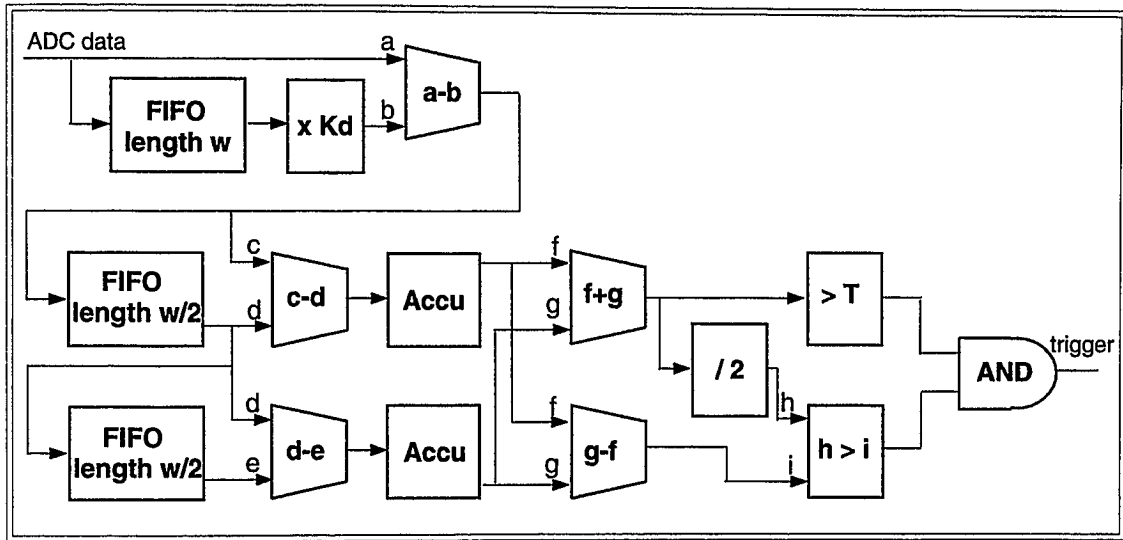 ADC data
a
FIFO
length w
x Kd
b
a-b
c
FIFO
length w/2
d
c-d
Accu
f
g
f+g
> T
/ 2
h
AND
trigger
d
FIFO
length w/2
e
d-e
Accu
f
g
g-f
i
h > i